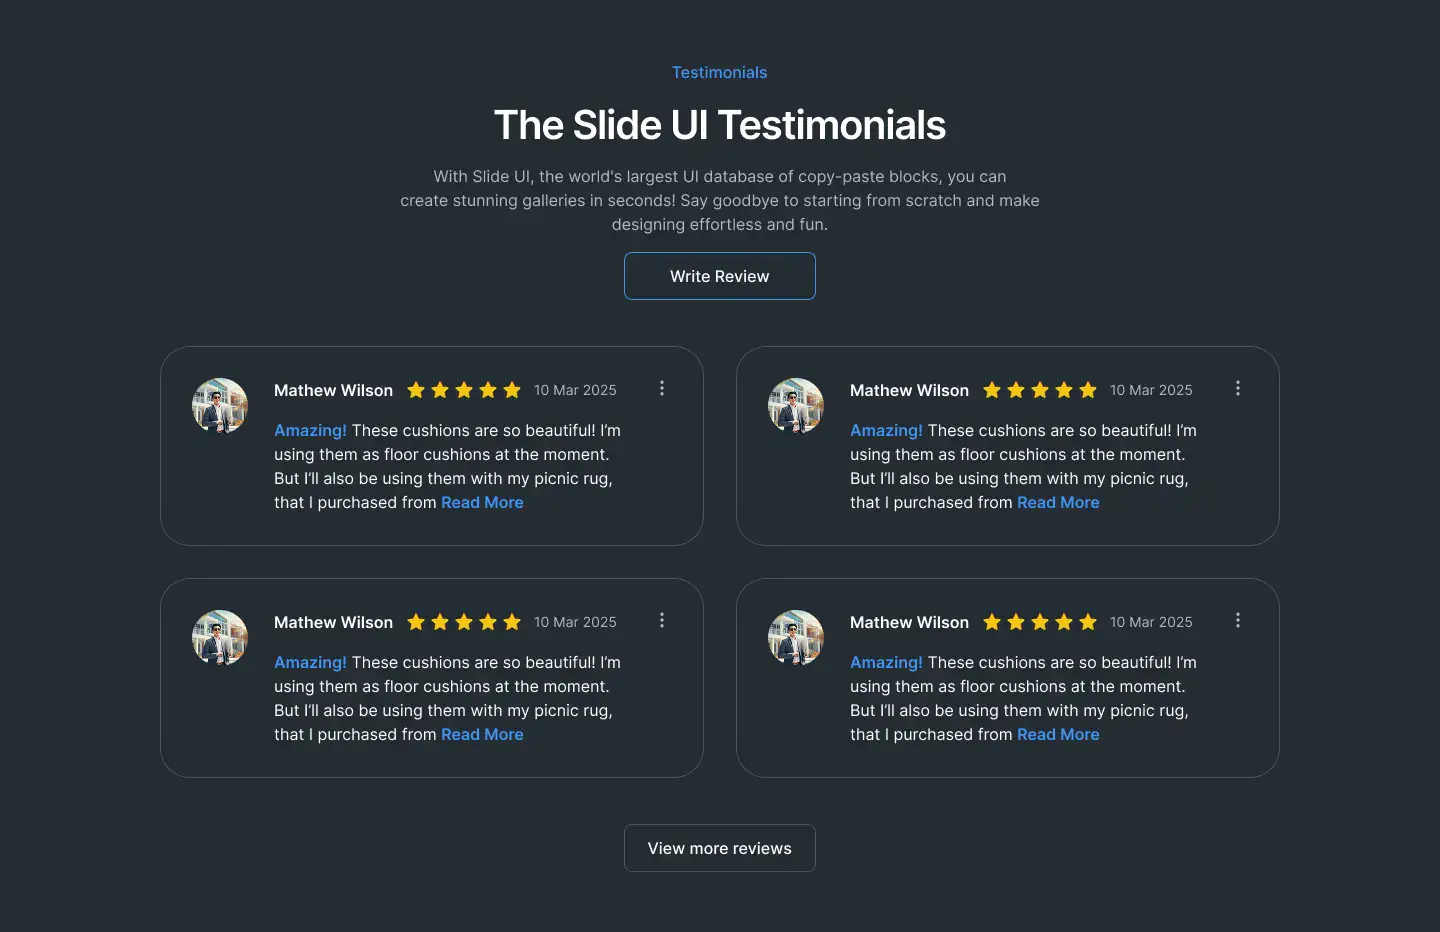 Testimonials
The Slide UI Testimonials
With Slide UI, the world's largest UI database of copy-paste blocks, you can
create stunning galleries in seconds! Say goodbye to starting from scratch and make
designing effortless and fun.
Write Review
Mathew Wilson 10 Mar 2025
Amazing! These cushions are so beautiful! I’m
using them as floor cushions at the moment.
But I’ll also be using them with my picnic rug,
that I purchased from Read More
Mathew Wilson 10 Mar 2025
Amazing! These cushions are so beautiful! I’m
using them as floor cushions at the moment.
But I’ll also be using them with my picnic rug,
that I purchased from Read More
Mathew Wilson 10 Mar 2025
Amazing! These cushions are so beautiful! I’m
using them as floor cushions at the moment.
But I’ll also be using them with my picnic rug,
that I purchased from Read More
Mathew Wilson 10 Mar 2025
Amazing! These cushions are so beautiful! I’m
using them as floor cushions at the moment.
But I’ll also be using them with my picnic rug,
that I purchased from Read More
View more reviews